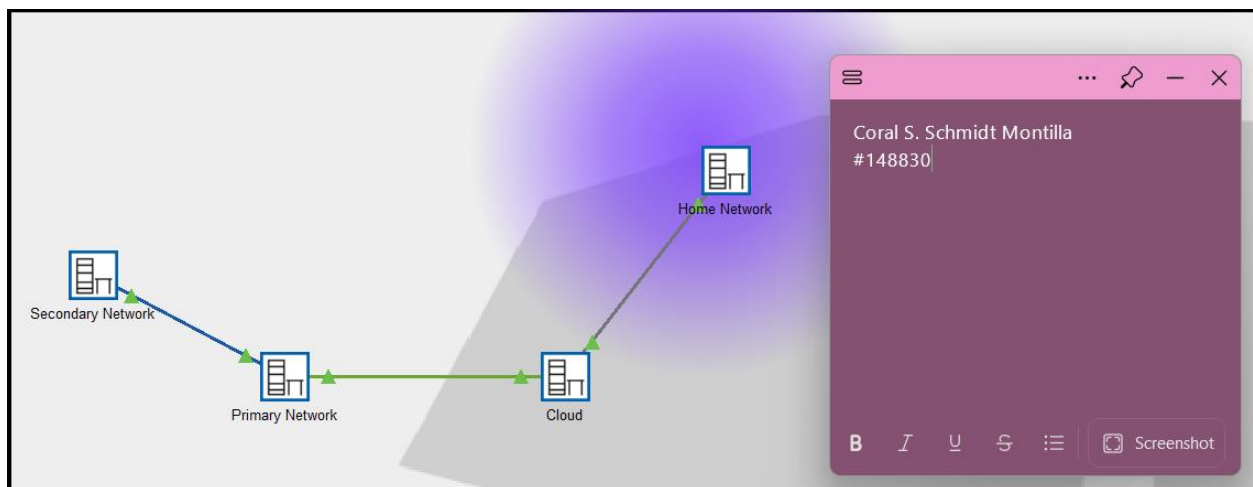 Coral S. Schmidt Montilla
#148830
Home Network
Secondary Network
Primary Network
Cloud
B I U S
Screenshot